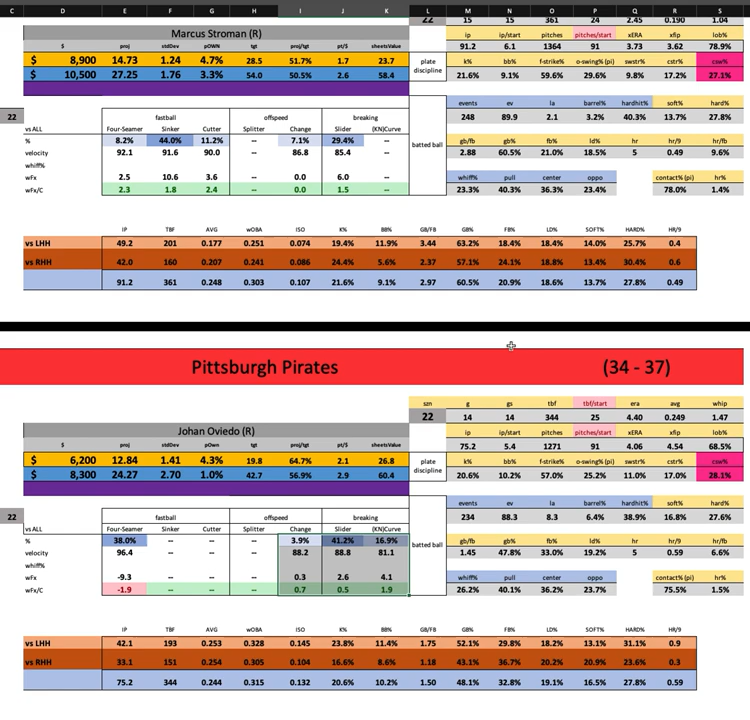 C D E F G H I J K L M N O P Q R S
22 15 15 361 24 2.45 0.190 1.04
Marcus Stroman (R)
ip ip/start pitches pitches/start xERA xfip lob%
91.2 6.1 1364 91 3.73 3.62 78.9%
$ proj stdDev pOWN tgt proj/tgt pt/$ sheetsValue
$ 8,900 14.73 1.24 4.7% 28.5 51.7% 1.7 23.7
$ 10,500 27.25 1.76 3.3% 54.0 50.5% 2.6 58.4
plate discipline
k% bb% f-strike% o-swing% (pi) swstr% cstr% csw%
21.6% 9.1% 59.6% 29.6% 9.8% 17.2% 27.1%
events ev la barrel% hardhit% soft% hard%
248 89.9 2.1 3.2% 40.3% 13.7% 27.8%
22
fastball offspeed breaking
vs ALL Four-Seamer Sinker Cutter Splitter Change Slider (KN)Curve
% 8.2% 44.0% 11.2% -- 7.1% 29.4% --
velocity 92.1 91.6 90.0 -- 86.8 85.4 --
whiff%
wFx 2.5 10.6 3.6 -- 0.0 6.0 --
wFx/C 2.3 1.8 2.4 -- 0.0 1.5 --
batted ball
gb/fb gb% fb% ld% hr hr/9 hr/fb
2.88 60.5% 21.0% 18.5% 5 0.49 9.6%
whiff% pull center oppo contact% (pi) hr%
23.3% 40.3% 36.3% 23.4% 78.0% 1.4%
IP TBF AVG wOBA ISO K% BB% GB/FB GB% FB% LD% SOFT% HARD% HR/9
vs LHH 49.2 201 0.177 0.251 0.074 19.4% 11.9% 3.44 63.2% 18.4% 18.4% 14.0% 25.7% 0.4
vs RHH 42.0 160 0.207 0.241 0.086 24.4% 5.6% 2.37 57.1% 24.1% 18.8% 13.4% 30.4% 0.6
91.2 361 0.248 0.303 0.107 21.6% 9.1% 2.97 60.5% 20.9% 18.6% 13.7% 27.8% 0.49
Pittsburgh Pirates (34 - 37)
szn g gs tbf tbf/start era avg whip
22 14 14 344 25 4.40 0.249 1.47
Johan Oviedo (R)
ip ip/start pitches pitches/start xERA xfip lob%
75.2 5.4 1271 91 4.06 4.54 68.5%
$ proj stdDev pOwn tgt proj/tgt pt/$ sheetsValue
$ 6,200 12.84 1.41 4.3% 19.8 64.7% 2.1 26.8
$ 8,300 24.27 2.70 1.0% 42.7 56.9% 2.9 60.4
plate discipline
k% bb% f-strike% o-swing% (pi) swstr% cstr% csw%
20.6% 10.2% 57.0% 25.2% 11.0% 17.0% 28.1%
events ev la barrel% hardhit% soft% hard%
234 88.3 8.3 6.4% 38.9% 16.8% 27.6%
22
fastball offspeed breaking
vs ALL Four-Seamer Sinker Cutter Splitter Change Slider (KN)Curve
% 38.0% -- -- -- 3.9% 41.2% 16.9%
velocity 96.4 -- -- -- 88.2 88.8 81.1
whiff%
wFx -9.3 -- -- -- 0.3 2.6 4.1
wFx/C -1.9 -- -- -- 0.7 0.5 1.9
batted ball
gb/fb gb% fb% ld% hr hr/9 hr/fb
1.45 47.8% 33.0% 19.2% 5 0.59 6.6%
whiff% pull center oppo contact% (pi) hr%
26.2% 40.1% 36.2% 23.7% 75.5% 1.5%
IP TBF AVG wOBA ISO K% BB% GB/FB GB% FB% LD% SOFT% HARD% HR/9
vs LHH 42.1 193 0.253 0.328 0.145 23.8% 11.4% 1.75 52.1% 29.8% 18.2% 13.1% 31.1% 0.9
vs RHH 33.1 151 0.254 0.305 0.104 16.6% 8.6% 1.18 43.1% 36.7% 20.2% 20.9% 23.6% 0.3
75.2 344 0.244 0.315 0.132 20.6% 10.2% 1.50 48.1% 32.8% 19.1% 16.5% 27.8% 0.59